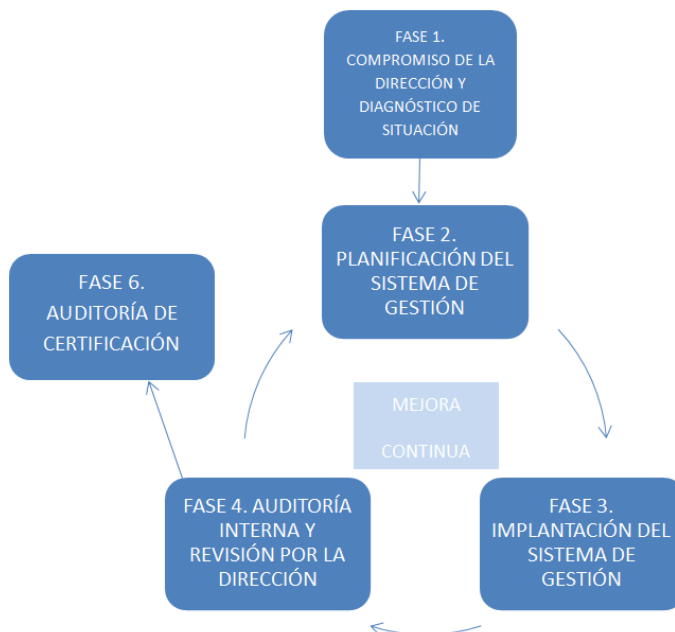 FASE 1.
COMPROMISO DE LA
DIRECCIÓN Y
DIAGNÓSTICO DE
SITUACIÓN
FASE 2.
PLANIFICACIÓN DEL
SISTEMA DE
GESTIÓN
FASE 6.
AUDITORÍA DE
CERTIFICACIÓN
MEJORA
CONTINUA
FASE 4. AUDITORÍA
INTERNA Y
REVISIÓN POR LA
DIRECCIÓN
FASE 3.
IMPLANTACIÓN DEL
SISTEMA DE
GESTIÓN